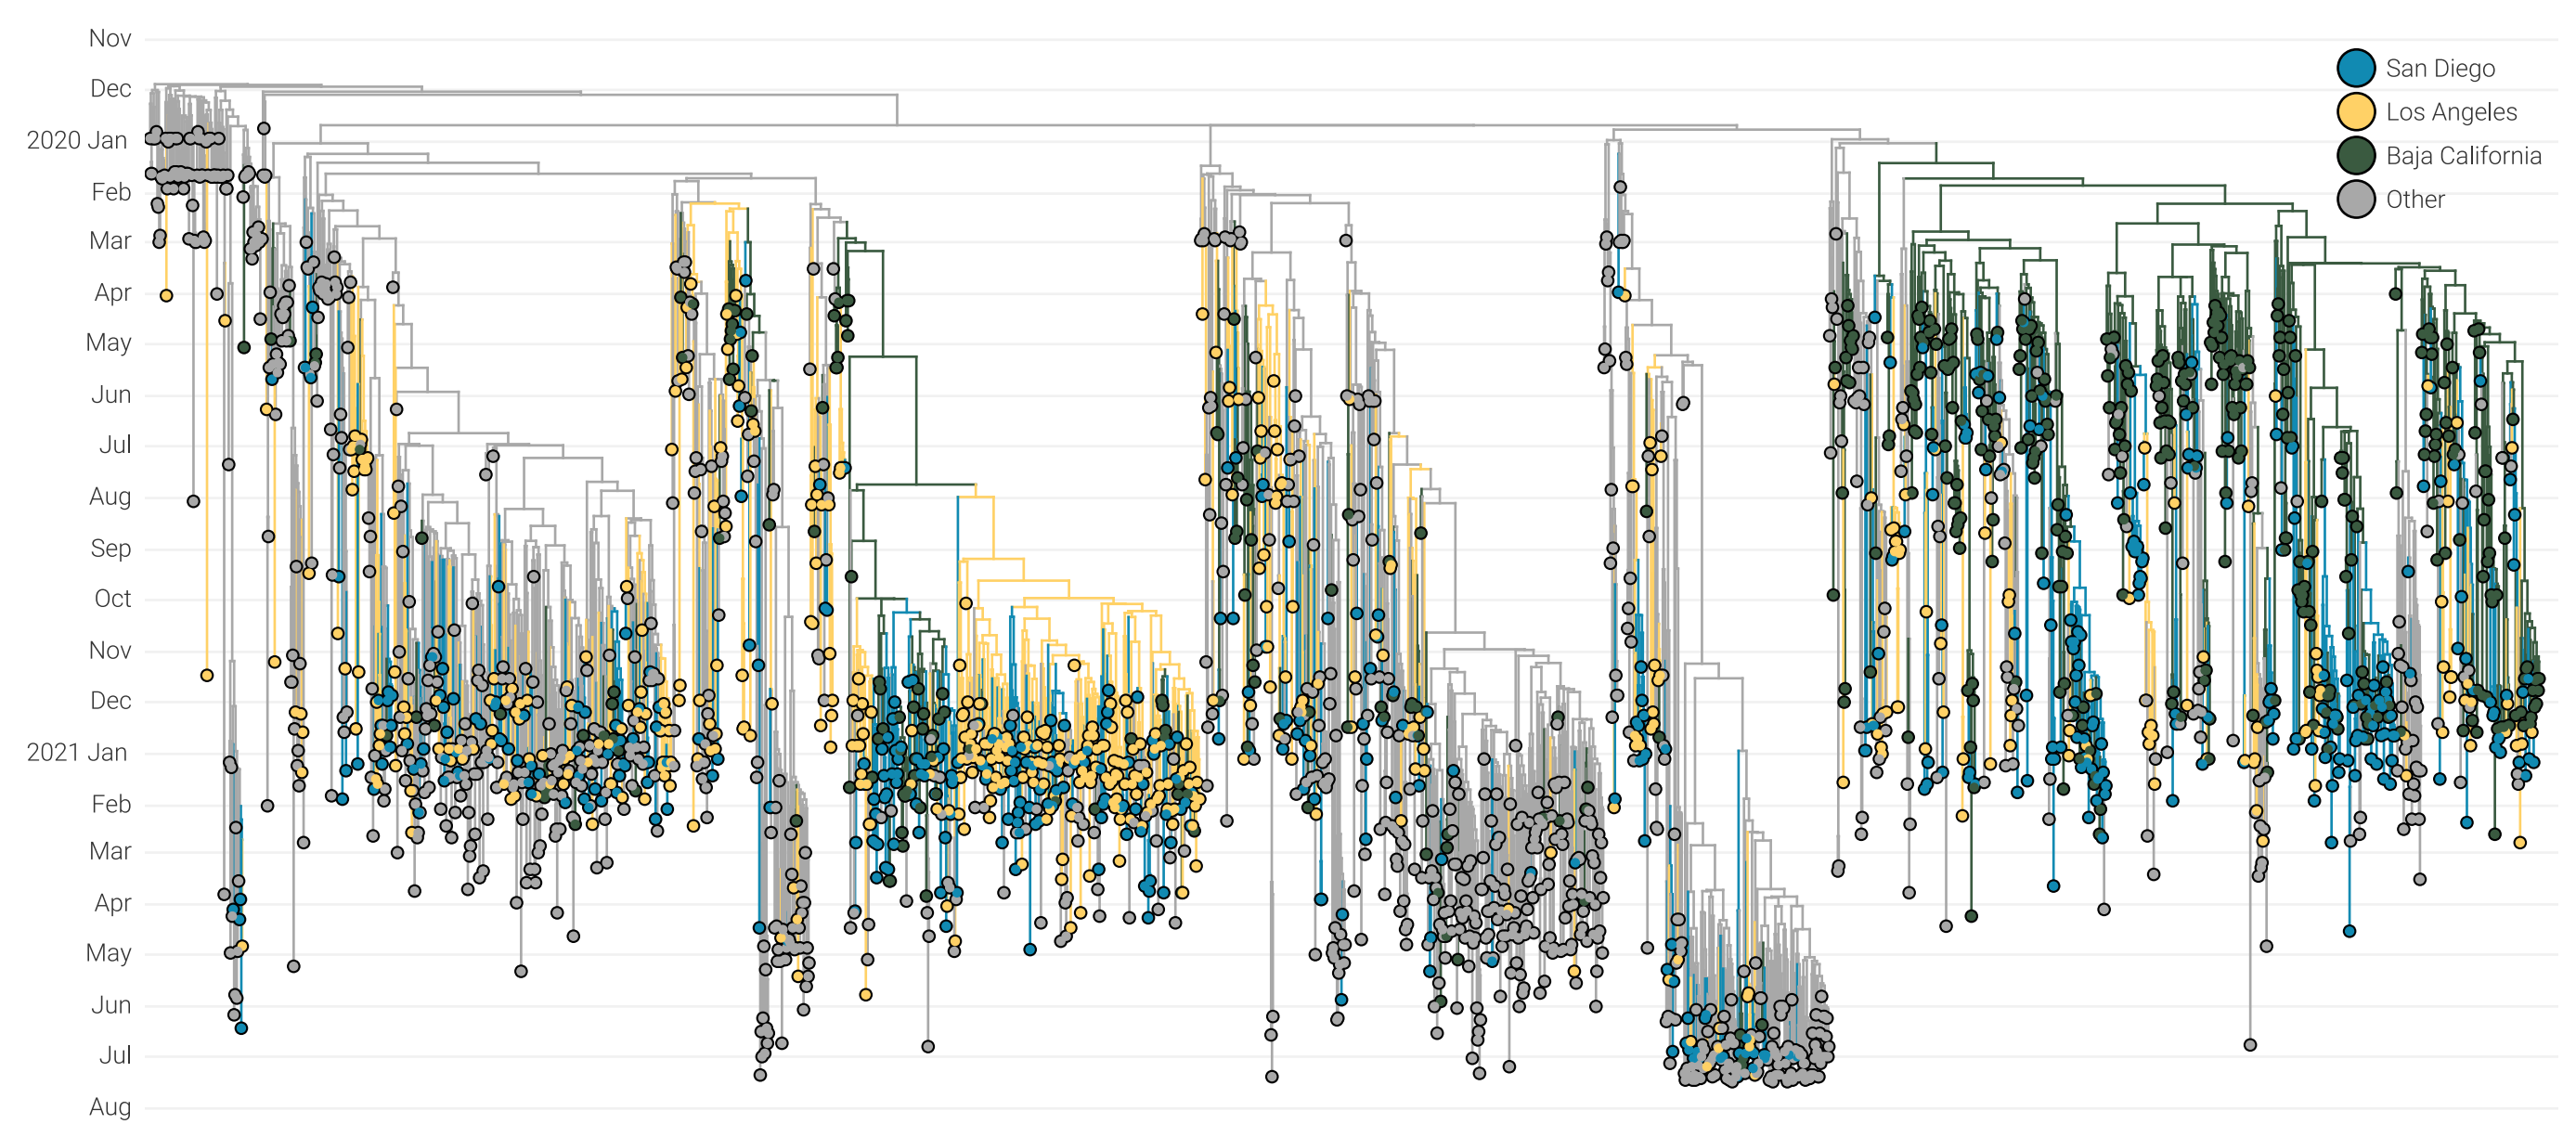 Nov
Dec
2020 Jan
Feb
Mar
Apr
May
Jun
Jul
Aug
Sep
Oct
Nov
Dec
2021 Jan
Feb
Mar
Apr
May
Jun
Jul
Aug
San Diego
Los Angeles
Baja California
Other